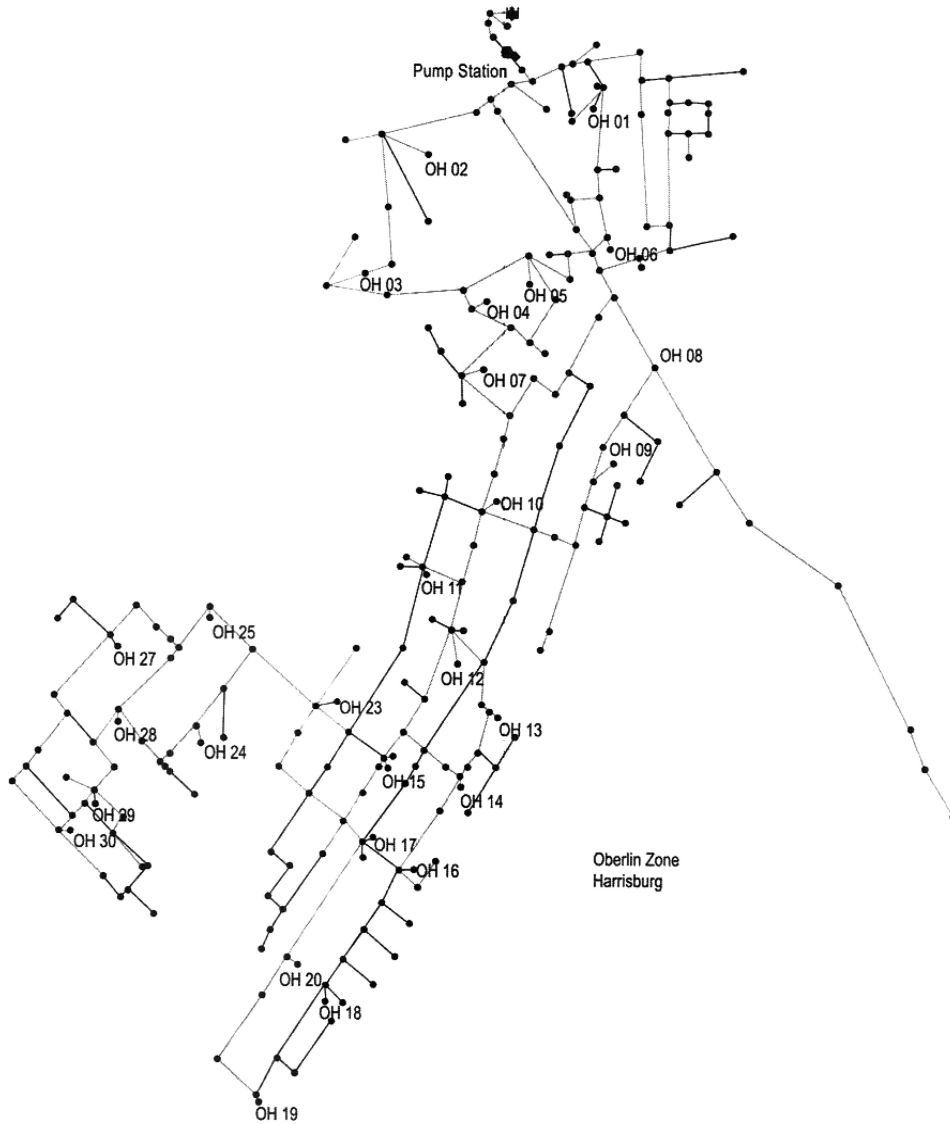 Pump Station
OH 01
OH 02
OH 06
OH 03
OH 05
OH 04
OH 08
OH 07
OH 09
OH 10
OH 11
OH 25
OH 27
OH 12
OH 23
OH 13
OH 28
OH 24
OH 15
OH 14
OH 29
OH 30
OH 17
OH 16
Oberlin Zone
Harrisburg
OH 20
OH 18
OH 19